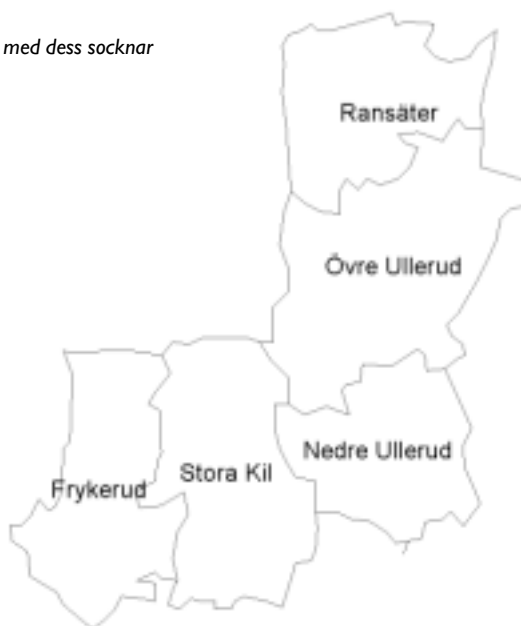 med dess socknar
Ransäter
Övre Ullerud
Nedre Ullerud
Stora Kil
Frykerud